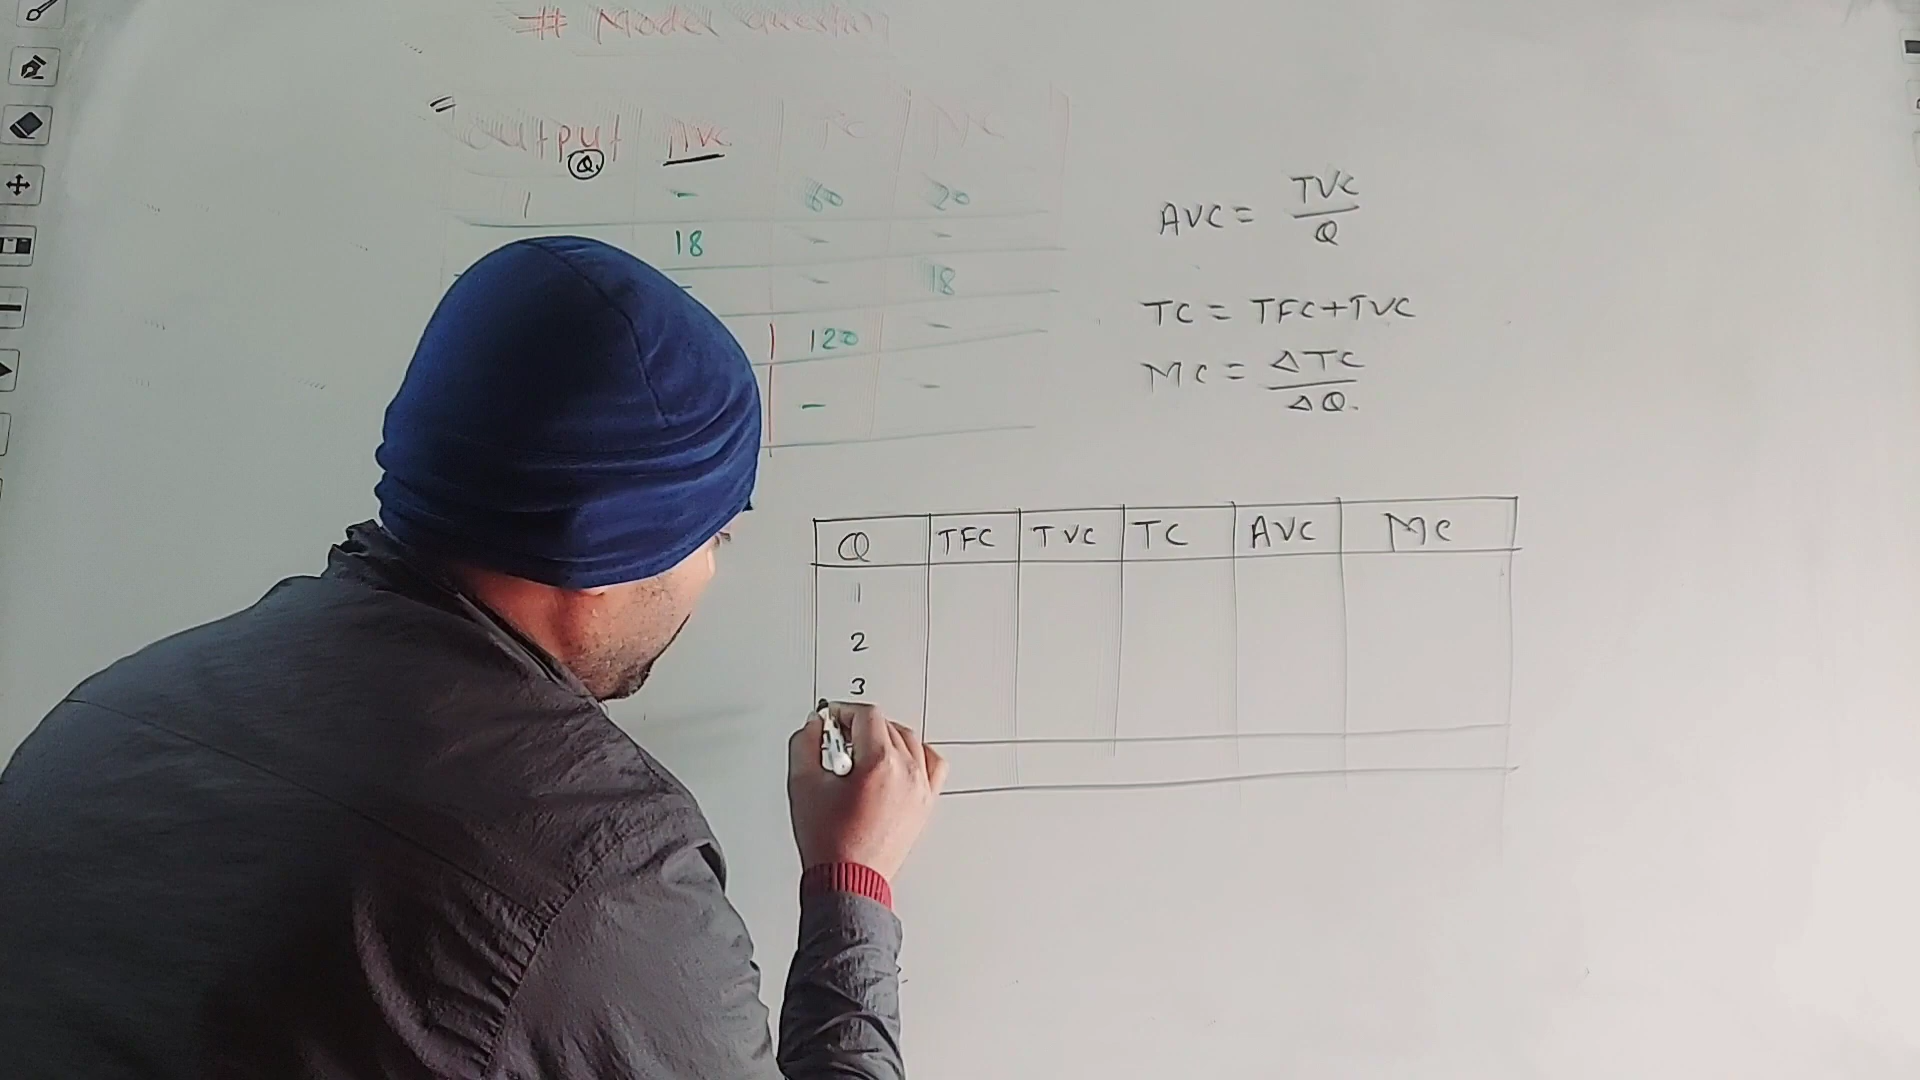 # Model Question
Output AVC TC MC
Q
1 - 60 20
18 - -
- - 18
120 -
- -
AVC = TVC/Q
TC = TFC+TVC
MC = ΔTC/ΔQ.
Q TFC TVC TC AVC MC
1
2
3